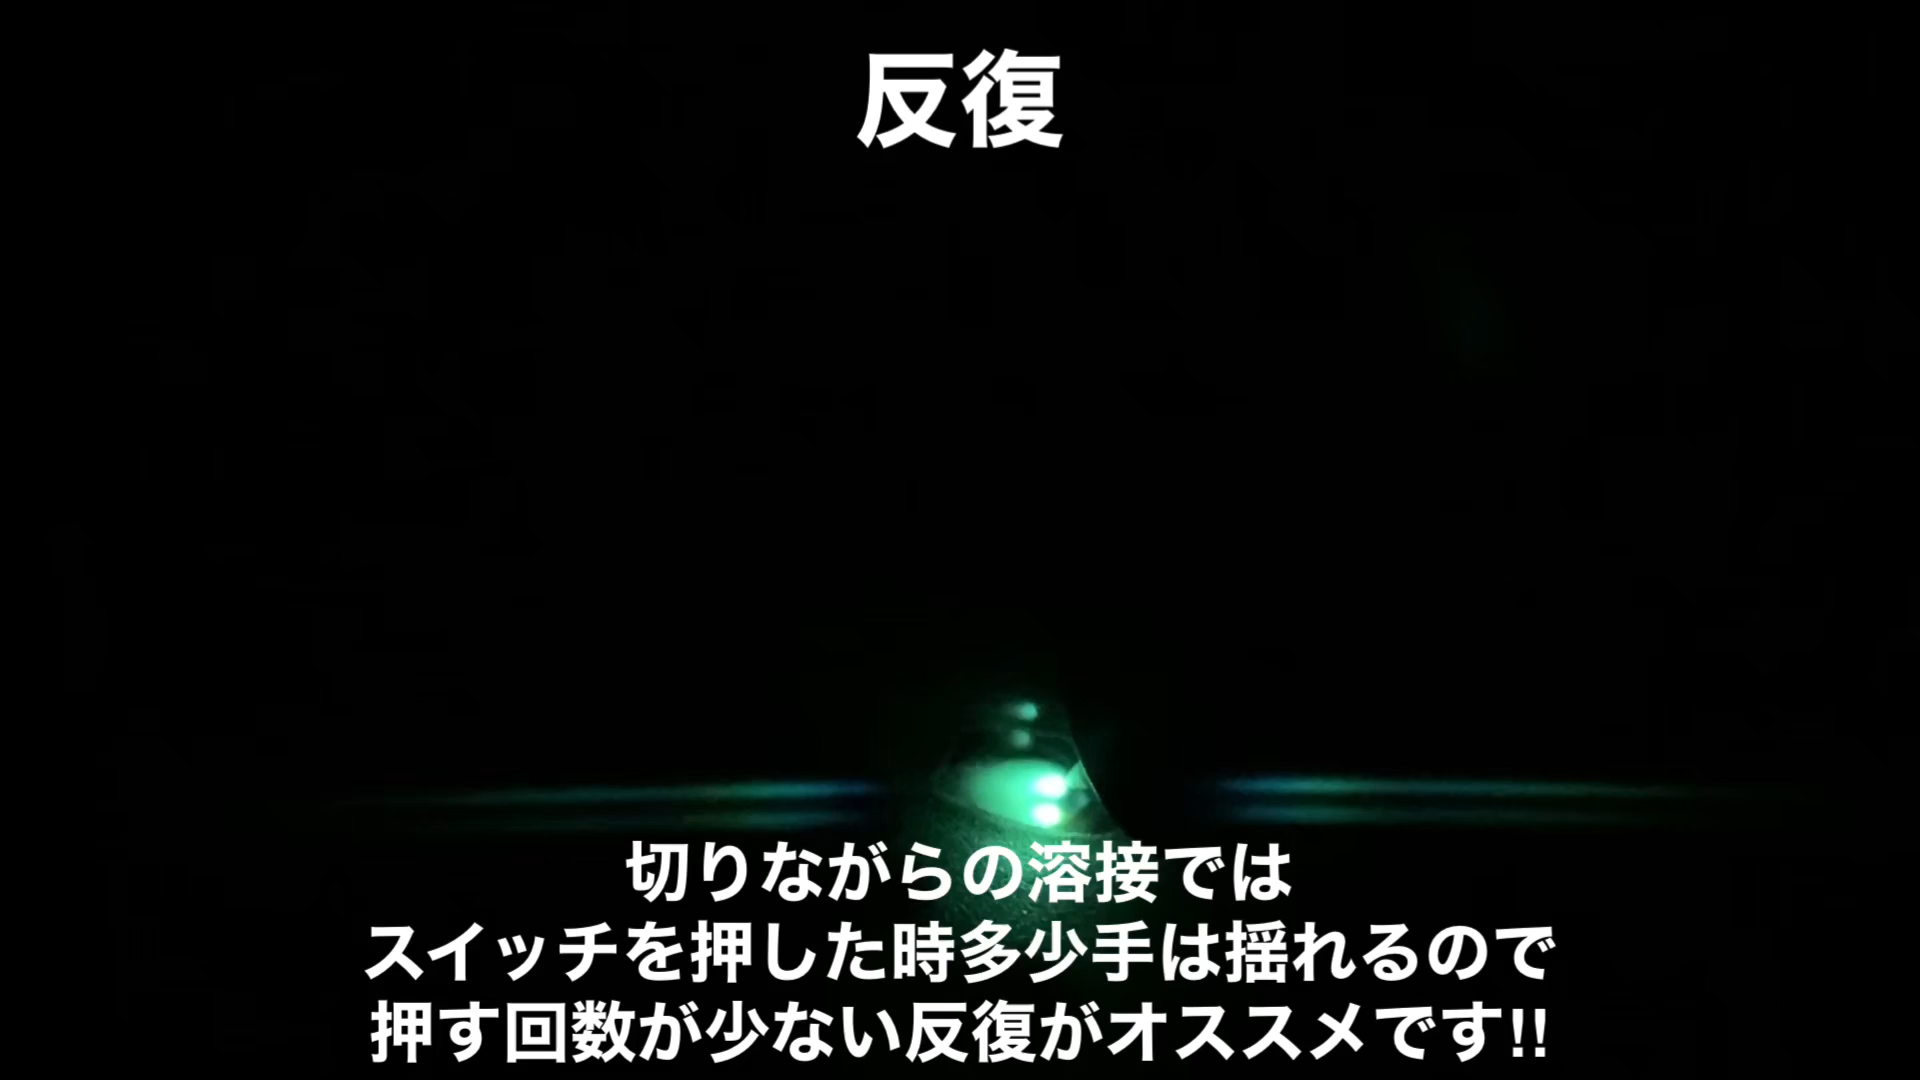 反復
切りながらの溶接では
スイッチを押した時多少手は揺れるので
押す回数が少ない反復がオススメです!!